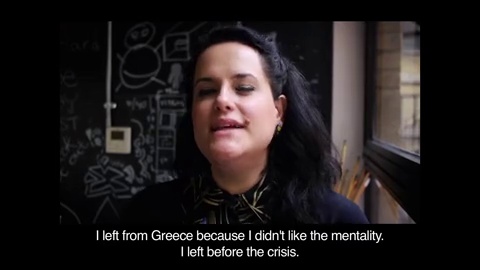 I left from Greece because I didn't like the mentality.
I left before the crisis.